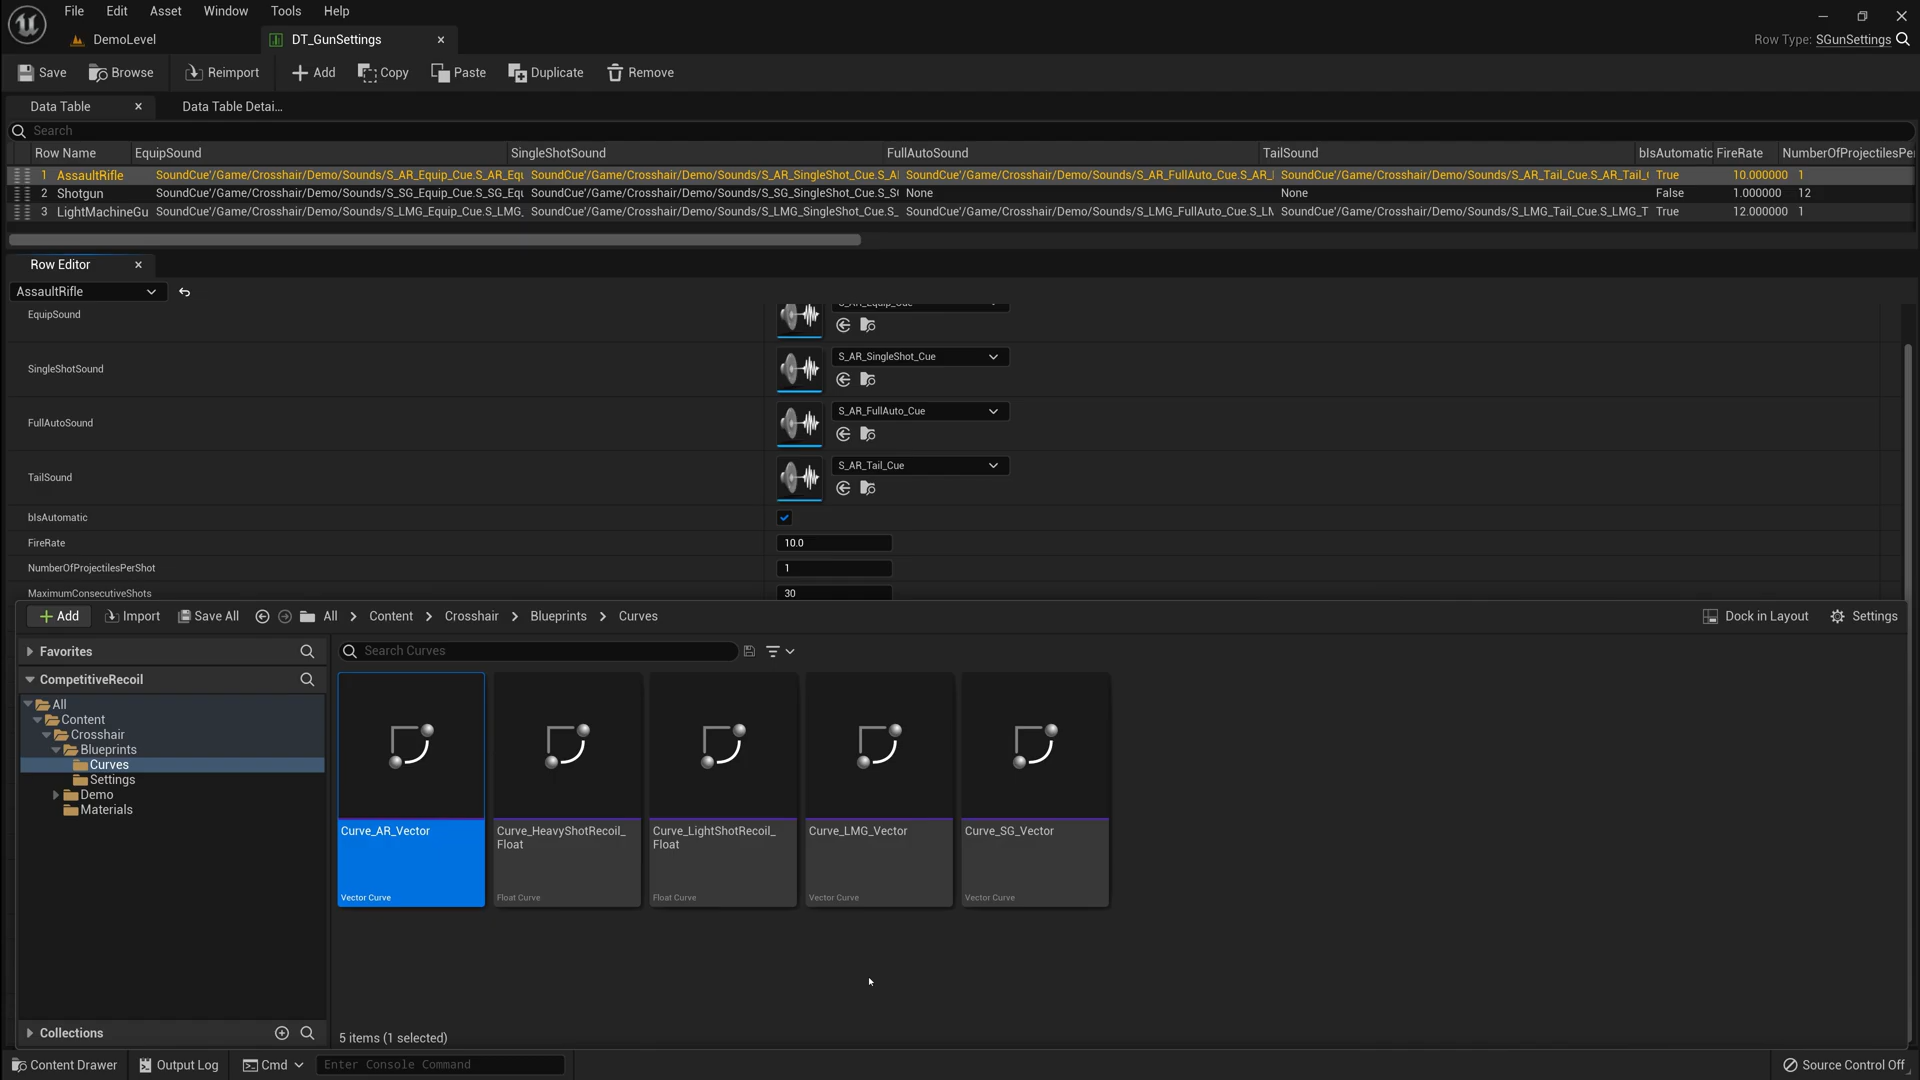 File Edit Asset Window Tools Help
DemoLevel DT_GunSettings
Row Type: SGunSettings
Save Browse Reimport Add Copy Paste Duplicate Remove
Data Table Data Table Detai...
Search
Row Name EquipSound SingleShotSound FullAutoSound TailSound bIsAutomatic FireRate NumberOfProjectilesPe
1 AssaultRifle SoundCue'/Game/Crosshair/Demo/Sounds/S_AR_Equip_Cue.S_AR_Equ SoundCue'/Game/Crosshair/Demo/Sounds/S_AR_SingleShot_Cue.S_A SoundCue'/Game/Crosshair/Demo/Sounds/S_AR_FullAuto_Cue.S_AR_ SoundCue'/Game/Crosshair/Demo/Sounds/S_AR_Tail_Cue.S_AR_Tail_ True 10.000000 1
2 Shotgun SoundCue'/Game/Crosshair/Demo/Sounds/S_SG_Equip_Cue.S_SG_Equ SoundCue'/Game/Crosshair/Demo/Sounds/S_SG_SingleShot_Cue.S_S None None False 1.000000 12
3 LightMachineGu SoundCue'/Game/Crosshair/Demo/Sounds/S_LMG_Equip_Cue.S_LMG_ SoundCue'/Game/Crosshair/Demo/Sounds/S_LMG_SingleShot_Cue.S_ SoundCue'/Game/Crosshair/Demo/Sounds/S_LMG_FullAuto_Cue.S_LM SoundCue'/Game/Crosshair/Demo/Sounds/S_LMG_Tail_Cue.S_LMG_T True 12.000000 1
Row Editor
AssaultRifle
EquipSound S_AR_Equip_Cue
SingleShotSound S_AR_SingleShot_Cue
FullAutoSound S_AR_FullAuto_Cue
TailSound S_AR_Tail_Cue
bIsAutomatic
FireRate 10.0
NumberOfProjectilesPerShot 1
MaximumConsecutiveShots 30
Add Import Save All All Content Crosshair Blueprints Curves Dock in Layout Settings
Favorites
Search Curves
CompetitiveRecoil
All
Content
Crosshair
Blueprints
Curves
Settings
Demo
Materials
Curve_AR_Vector
Vector Curve
Curve_HeavyShotRecoil_
Float
Float Curve
Curve_LightShotRecoil_
Float
Float Curve
Curve_LMG_Vector
Vector Curve
Curve_SG_Vector
Vector Curve
Collections
5 items (1 selected)
Content Drawer Output Log Cmd Enter Console Command Source Control Off